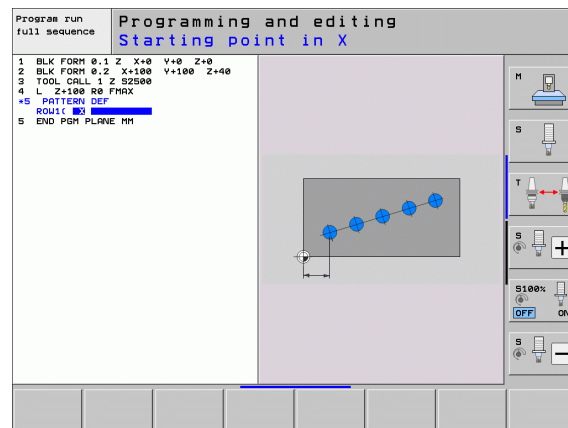 Program run
full sequence
Programming and editing
Starting point in X
1 BLK FORM 0.1 Z X+0 Y+0 Z+0
2 BLK FORM 0.2 X+100 Y+100 Z+40
3 TOOL CALL 1 Z S2500
4 L Z+100 R0 FMAX
*5 PATTERN DEF
ROW1( X
5 END PGM PLANE MM
M
S
T
S
+
S100%
OFF ON
S
-